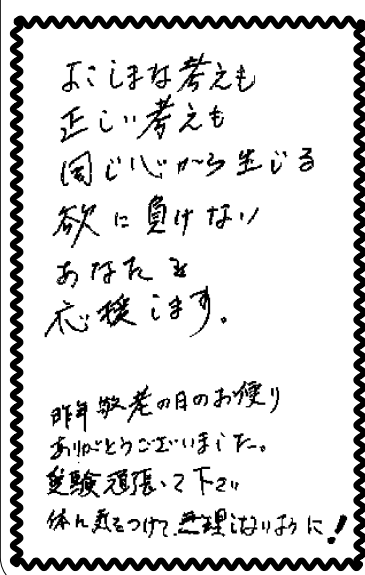 よこしまな考えも
正しい考えも
同じ心から生じる
欲に負けない
あなたを
応援します。
昨年敬老の日のお便り
ありがとうございました。
受験頑張って下さい
体に気をつけて無理しないように!